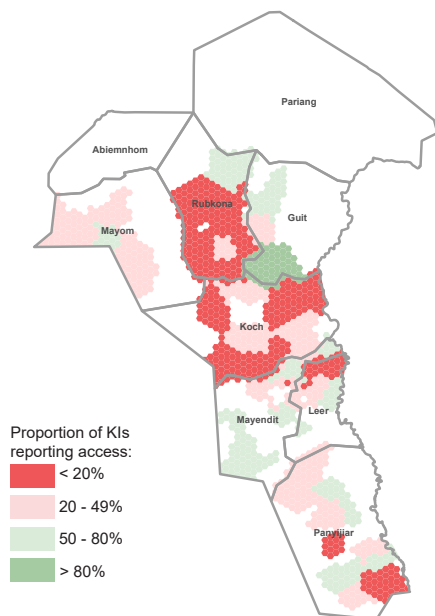 Pariang
Abiemnhom
Rubkona
Guit
Mayom
Koch
Mayendit
Leer
Panyijiar
Proportion of KIs
reporting access:
< 20%
20 - 49%
50 - 80%
> 80%